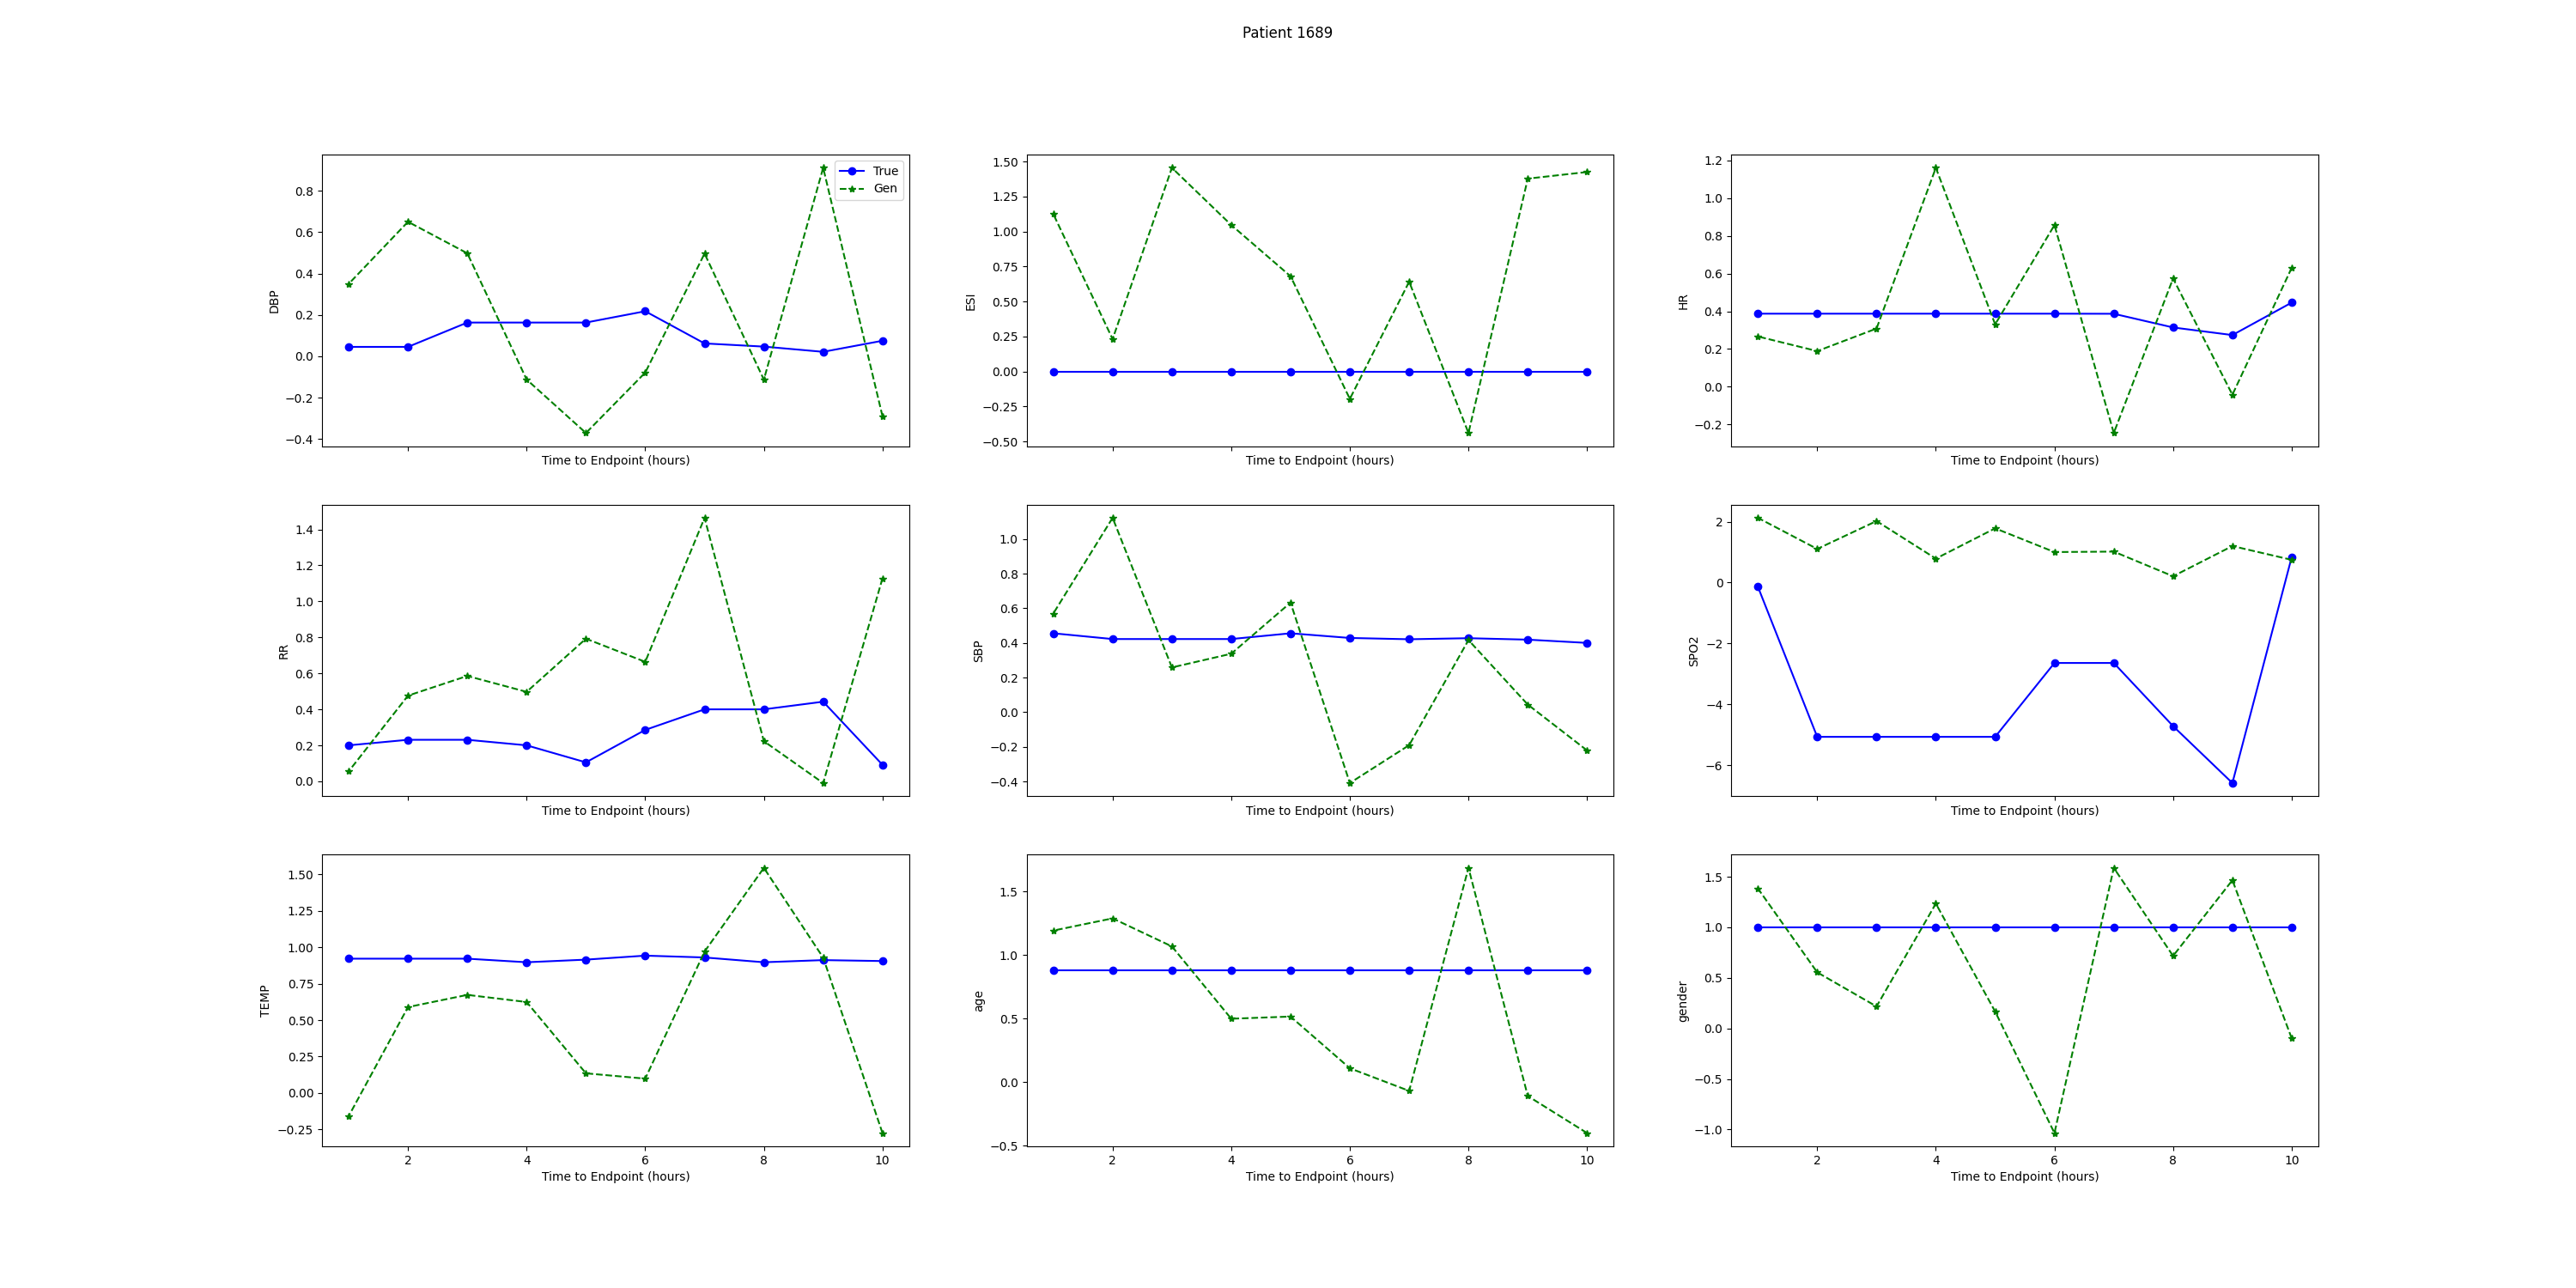 Patient 1689
True
Gen
DBP
0.8
0.6
0.4
0.2
0.0
−0.2
−0.4
Time to Endpoint (hours)
ESI
1.50
1.25
1.00
0.75
0.50
0.25
0.00
−0.25
−0.50
Time to Endpoint (hours)
HR
1.2
1.0
0.8
0.6
0.4
0.2
0.0
−0.2
Time to Endpoint (hours)
RR
1.4
1.2
1.0
0.8
0.6
0.4
0.2
0.0
Time to Endpoint (hours)
SBP
1.0
0.8
0.6
0.4
0.2
0.0
−0.2
−0.4
Time to Endpoint (hours)
SPO2
2
0
−2
−4
−6
Time to Endpoint (hours)
TEMP
1.50
1.25
1.00
0.75
0.50
0.25
0.00
−0.25
2 4 6 8 10
Time to Endpoint (hours)
age
1.5
1.0
0.5
0.0
−0.5
2 4 6 8 10
Time to Endpoint (hours)
gender
1.5
1.0
0.5
0.0
−0.5
−1.0
2 4 6 8 10
Time to Endpoint (hours)